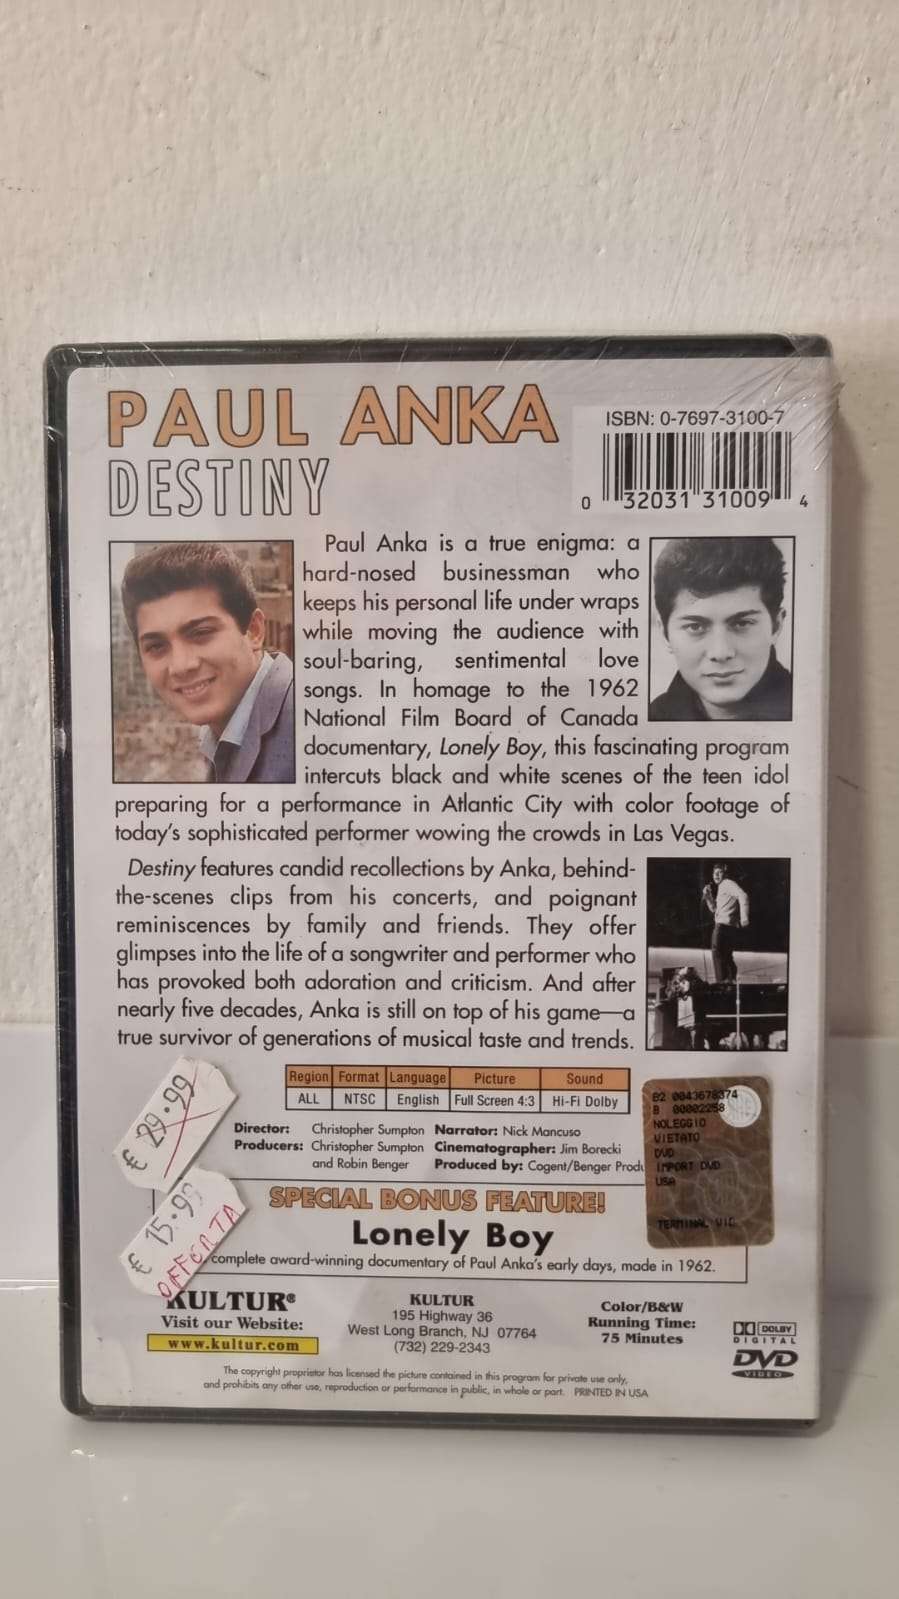 PAUL ANKA
DESTINY
ISBN: 0-7697-3100-7
0 32031 31009 4
Paul Anka is a true enigma: a
hard-nosed businessman who
keeps his personal life under wraps
while moving the audience with
soul-baring, sentimental love
songs. In homage to the 1962
National Film Board of Canada
documentary, Lonely Boy, this fascinating program
intercuts black and white scenes of the teen idol
preparing for a performance in Atlantic City with color footage of
today's sophisticated performer wowing the crowds in Las Vegas.
Destiny features candid recollections by Anka, behind-
the-scenes clips from his concerts, and poignant
reminiscences by family and friends. They offer
glimpses into the life of a songwriter and performer who
has provoked both adoration and criticism. And after
nearly five decades, Anka is still on top of his game—a
true survivor of generations of musical taste and trends.
Region Format Language Picture Sound
ALL NTSC English Full Screen 4:3 Hi-Fi Dolby
Director: Christopher Sumpton Narrator: Nick Mancuso
Producers: Christopher Sumpton Cinematographer: Jim Borecki
and Robin Benger Produced by: Cogent/Benger Produ
€ 29.99
€ 15.99
OFFERTA
B2 0043678374
B 00002258
NOLEGGIO
VIETATO
DVD
IMPORT DVD
USA
TERMINAL
SPECIAL BONUS FEATURE!
Lonely Boy
complete award-winning documentary of Paul Anka's early days, made in 1962.
KULTUR®
Visit our Website:
www.kultur.com
KULTUR
195 Highway 36
West Long Branch, NJ 07764
(732) 229-2343
Color/B&W
Running Time:
75 Minutes
DOLBY
DIGITAL
DVD
VIDEO
The copyright proprietor has licensed the picture contained in this program for private use only,
and prohibits any other use, reproduction or performance in public, in whole or part. PRINTED IN USA